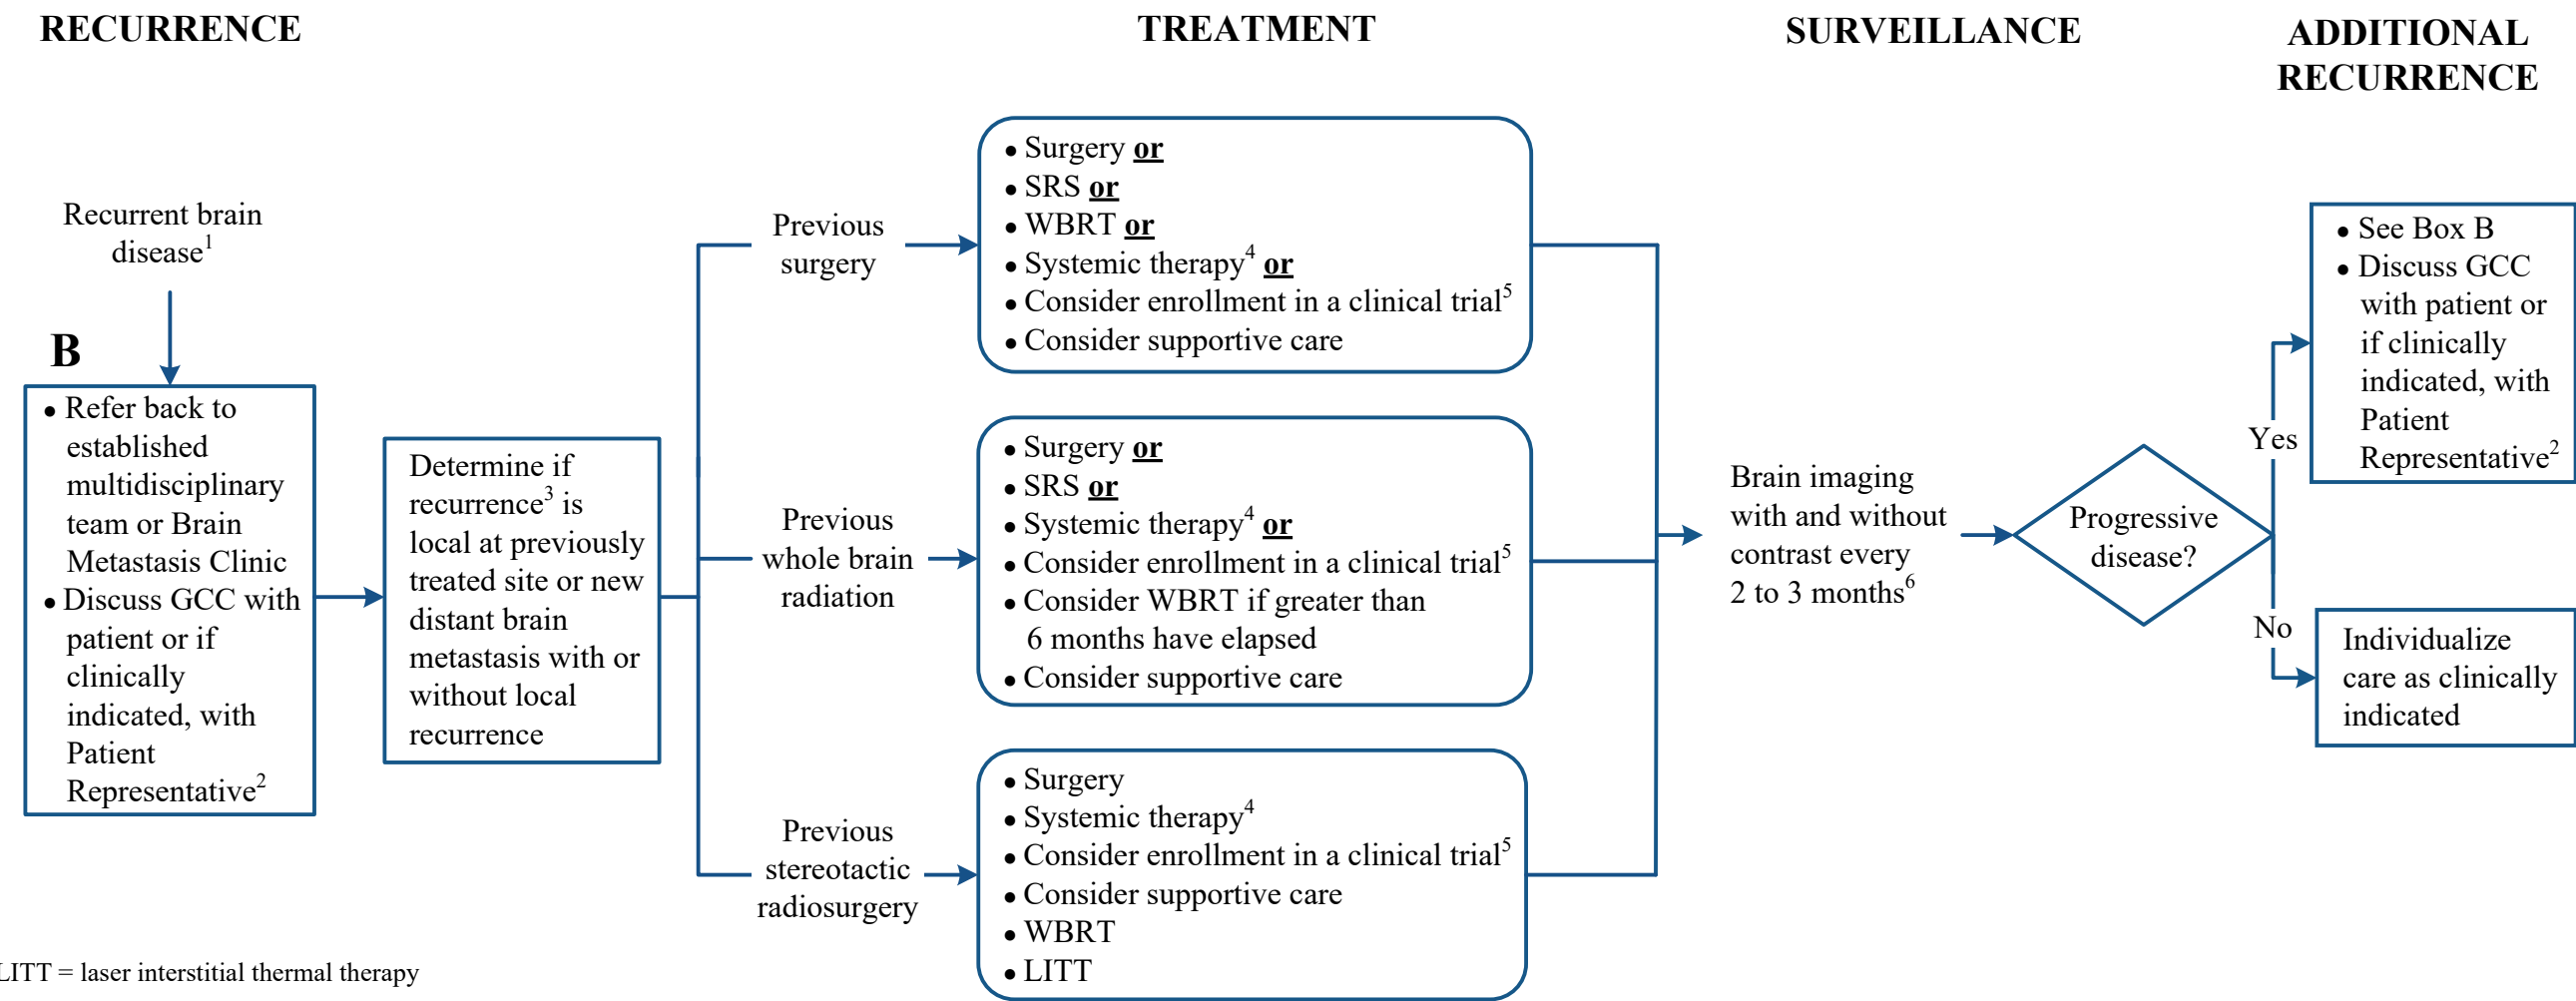 RECURRENCE
TREATMENT
SURVEILLANCE
ADDITIONAL
RECURRENCE
Recurrent brain
disease1
B
• Refer back to
established
multidisciplinary
team or Brain
Metastasis Clinic
• Discuss GCC with
patient or if
clinically
indicated, with
Patient
Representative2
Determine if
recurrence3 is
local at previously
treated site or new
distant brain
metastasis with or
without local
recurrence
Previous
surgery
• Surgery or
• SRS or
• WBRT or
• Systemic therapy4 or
• Consider enrollment in a clinical trial5
• Consider supportive care
Previous
whole brain
radiation
• Surgery or
• SRS or
• Systemic therapy4 or
• Consider enrollment in a clinical trial5
• Consider WBRT if greater than
6 months have elapsed
• Consider supportive care
Previous
stereotactic
radiosurgery
• Surgery
• Systemic therapy4
• Consider enrollment in a clinical trial5
• Consider supportive care
• WBRT
• LITT
Brain imaging
with and without
contrast every
2 to 3 months6
Progressive
disease?
Yes
• See Box B
• Discuss GCC
with patient or
if clinically
indicated, with
Patient
Representative2
No
Individualize
care as clinically
indicated
LITT = laser interstitial thermal therapy